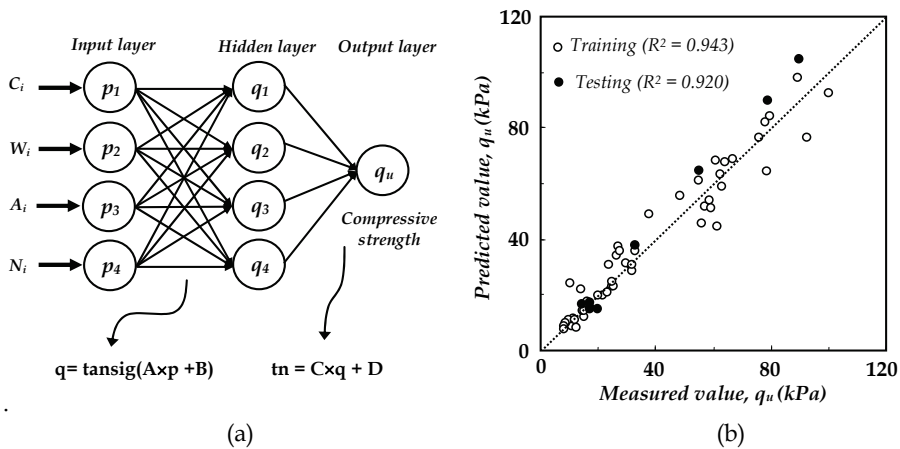 Input layer
Hidden layer
Output layer
Cᵢ
p₁
q₁
Wᵢ
p₂
q₂
qᵤ
Aᵢ
p₃
q₃
Compressive
strength
Nᵢ
p₄
q₄
q= tansig(A×p +B)
tn = C×q + D
.
(a)
Predicted value, qᵤ (kPa)
120
80
40
0
Training (R² = 0.943)
Testing (R² = 0.920)
0
40
80
120
Measured value, qᵤ (kPa)
(b)